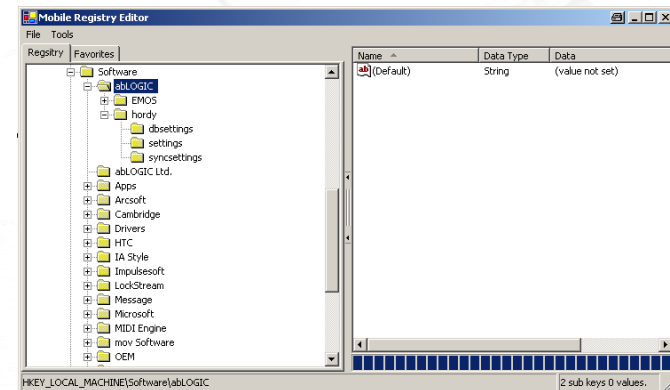 Mobile Registry Editor
File Tools
Regsitry Favorites
Name Data Type Data
ab (Default) String (value not set)
Software
abLOGIC
EMOS
hordy
dbsettings
settings
syncsettings
abLOGIC Ltd.
Apps
Arcsoft
Cambridge
Drivers
HTC
IA Style
Impulsesoft
LockStream
Message
Microsoft
MIDI Engine
mov Software
OEM
HKEY_LOCAL_MACHINE\Software\abLOGIC 2 sub keys 0 values.